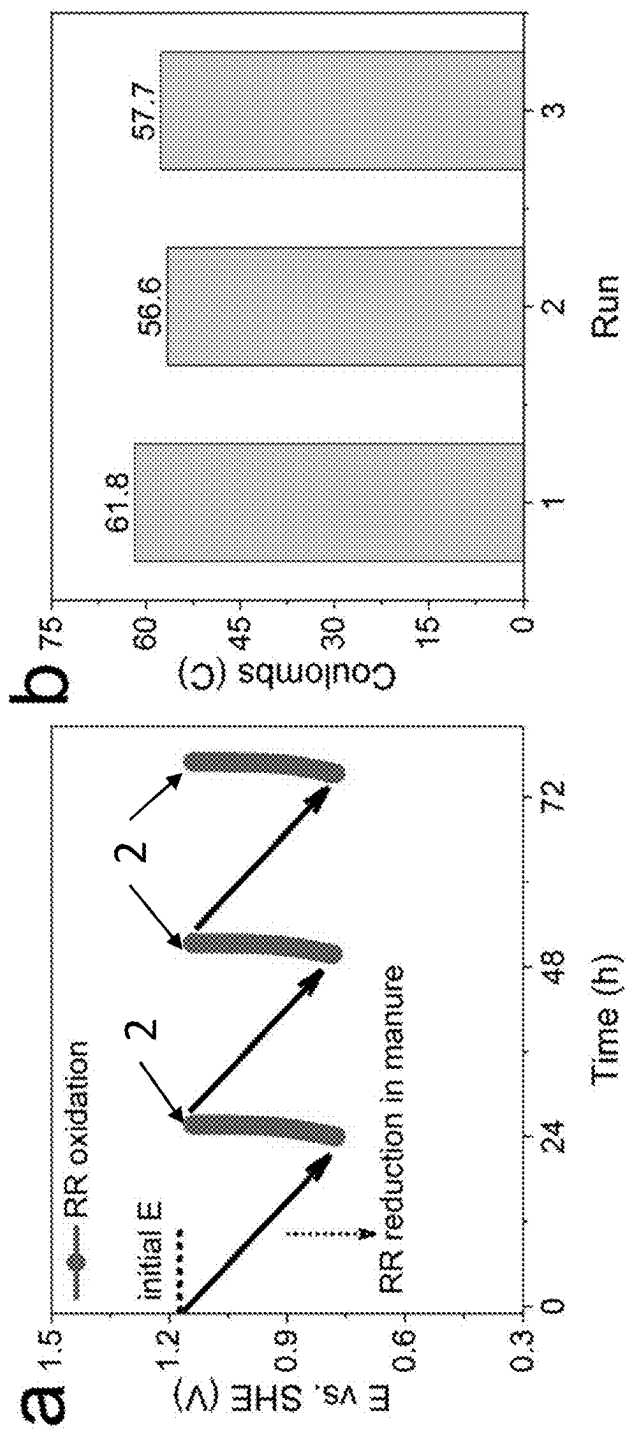 a
1.5
1.2
0.9
0.6
0.3
E vs. SHE (V)
RR oxidation
initial E
2
2
RR reduction in manure
0
24
48
72
Time (h)
b
75
60
45
30
15
0
Coulombs (C)
61.8
56.6
57.7
1
2
3
Run